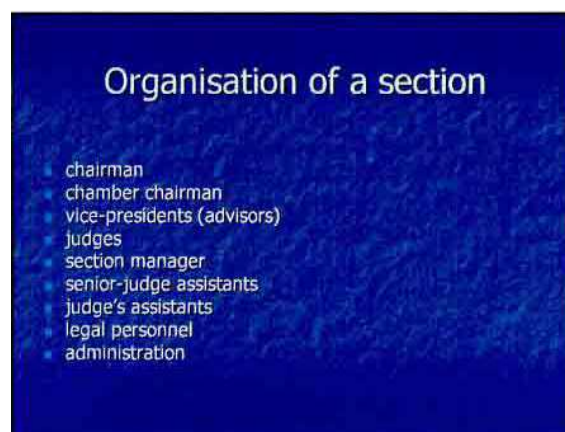 Organisation of a section
chairman
chamber chairman
vice-presidents (advisors)
judges
section manager
senior-judge assistants
judge's assistants
legal personnel
administration